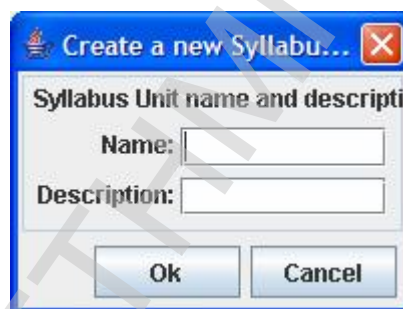 Create a new Syllabu...
Syllabus Unit name and descripti
Name:
Description:
Ok Cancel